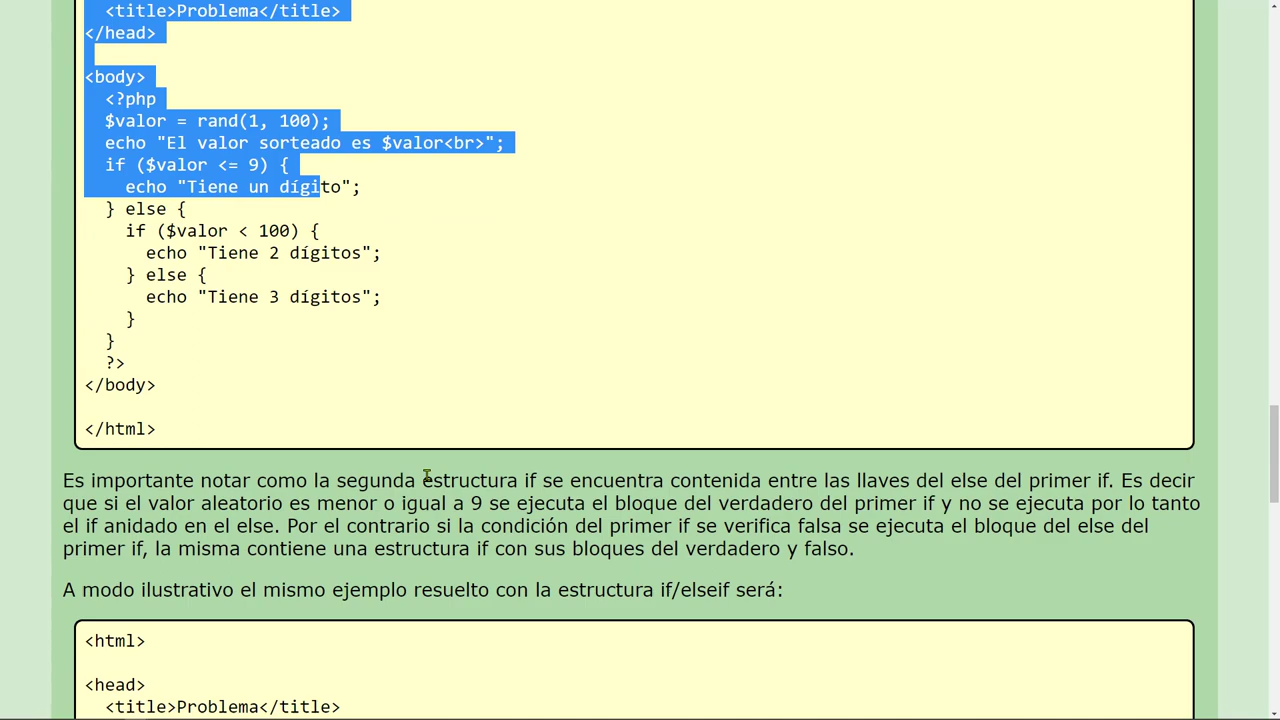 <title>Problema</title>
</head>
<body>
<?php
$valor = rand(1, 100);
echo "El valor sorteado es $valor<br>";
if ($valor <= 9) {
echo "Tiene un dígito";
} else {
if ($valor < 100) {
echo "Tiene 2 dígitos";
} else {
echo "Tiene 3 dígitos";
}
}
?>
</body>
</html>
Es importante notar como la segunda estructura if se encuentra contenida entre las llaves del else del primer if. Es decir
que si el valor aleatorio es menor o igual a 9 se ejecuta el bloque del verdadero del primer if y no se ejecuta por lo tanto
el if anidado en el else. Por el contrario si la condición del primer if se verifica falsa se ejecuta el bloque del else del
primer if, la misma contiene una estructura if con sus bloques del verdadero y falso.
A modo ilustrativo el mismo ejemplo resuelto con la estructura if/elseif será:
<html>
<head>
<title>Problema</title>